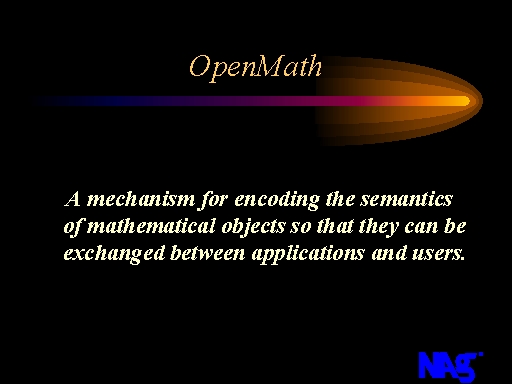 OpenMath
A mechanism for encoding the semantics
of mathematical objects so that they can be
exchanged between applications and users.
NAG